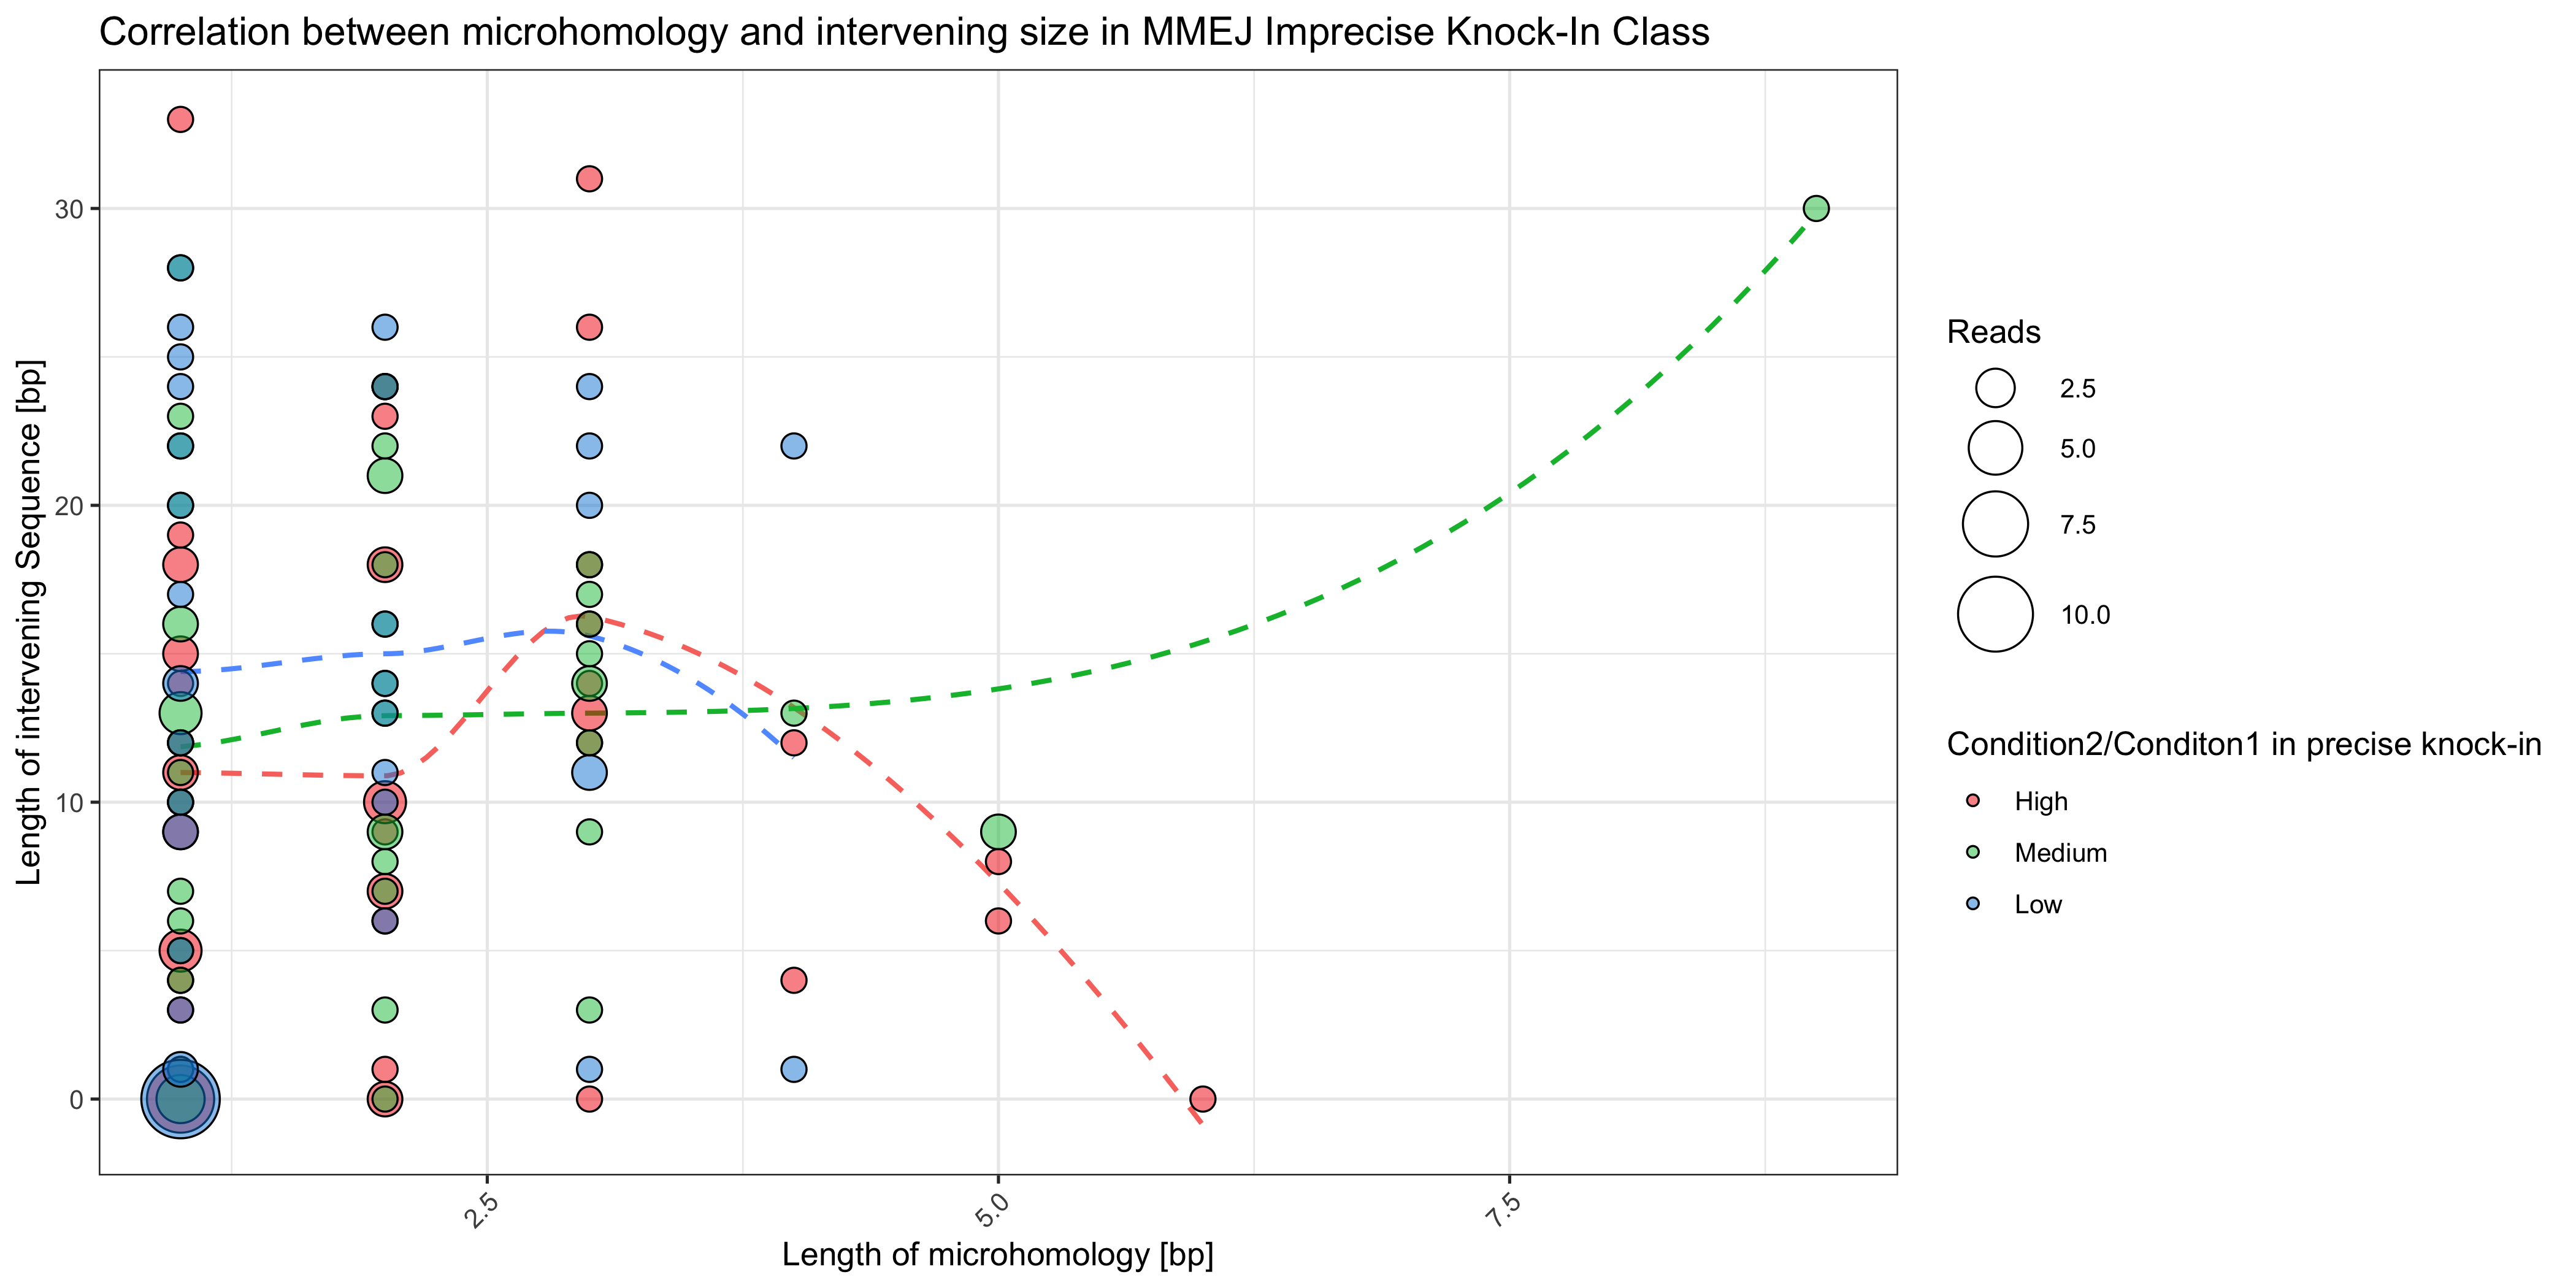 Correlation between microhomology and intervening size in MMEJ Imprecise Knock-In Class
Length of intervening Sequence [bp]
30
20
10
0
2.5
5.0
7.5
Length of microhomology [bp]
Reads
2.5
5.0
7.5
10.0
Condition2/Conditon1 in precise knock-in
High
Medium
Low